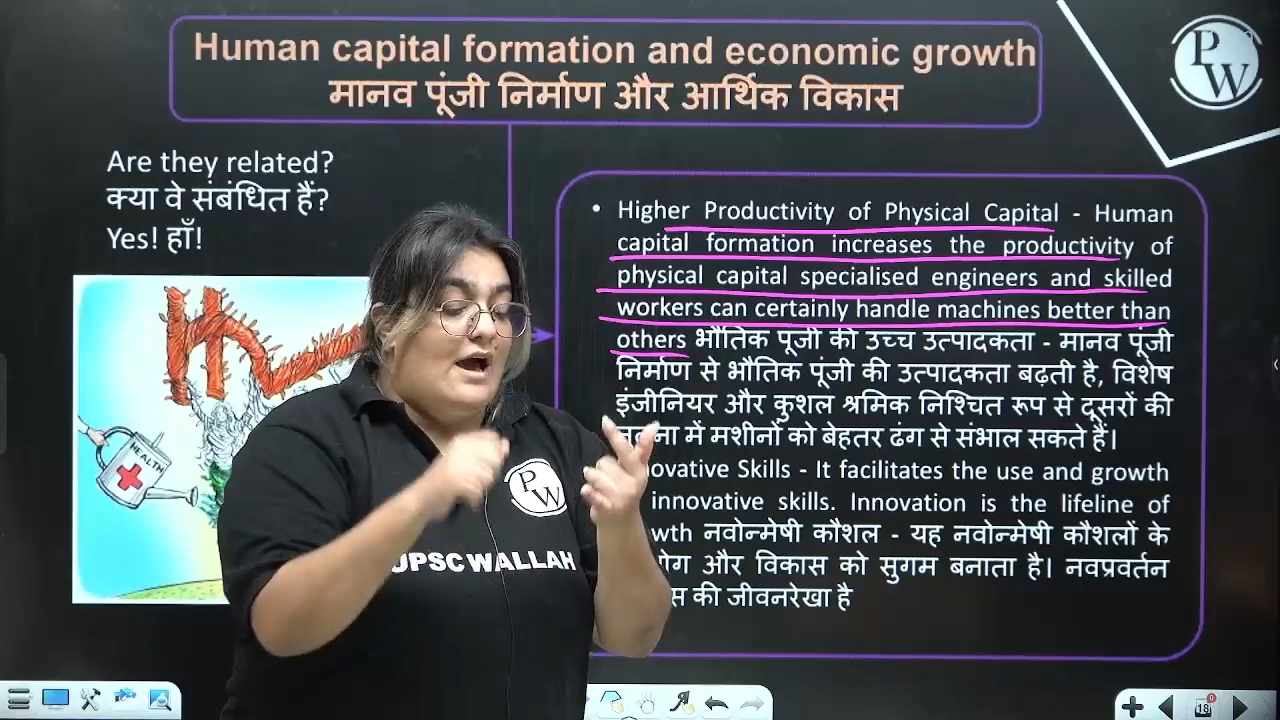 Human capital formation and economic growth
मानव पूंजी निर्माण और आर्थिक विकास
PW
Are they related?
क्या वे संबंधित हैं?
Yes! हाँ!
• Higher Productivity of Physical Capital - Human
capital formation increases the productivity of
physical capital specialised engineers and skilled
workers can certainly handle machines better than
others भौतिक पूंजी की उच्च उत्पादकता - मानव पूंजी
निर्माण से भौतिक पूंजी की उत्पादकता बढ़ती है, विशेष
इंजीनियर और कुशल श्रमिक निश्चित रूप से दूसरों की
में मशीनों को बेहतर ढंग से संभाल सकते हैं।
Skills - It facilitates the use and growth
innovative skills. Innovation is the lifeline of
नवोन्मेषी कौशल - यह नवोन्मेषी कौशलों के
और विकास को सुगम बनाता है। नवप्रवर्तन
की जीवनरेखा है
HEALTH
PW
UPSC WALLAH
18